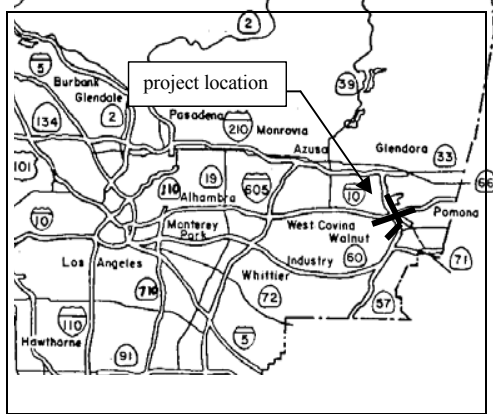 2
5
Burbank
project location
39
Glendale
134
2
Pasadena
210
Monrovia
Azusa
Glendora
33
101
19
66
110
605
10
Alhambra
10
Pomona
Monterey
Park
West Covina
Walnut
Los Angeles
Industry
60
71
710
Whittier
72
57
110
5
Hawthorne
91